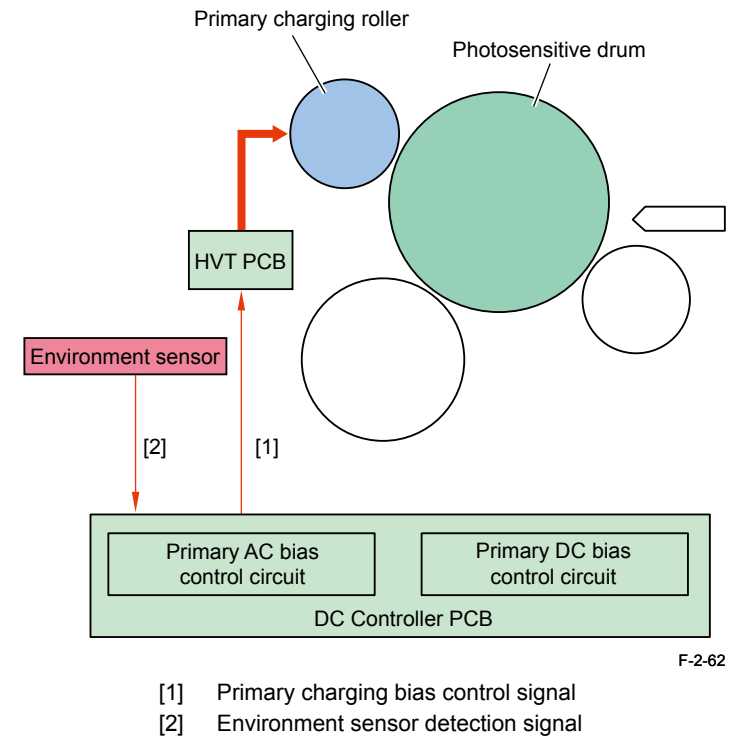 Primary charging roller
Photosensitive drum
HVT PCB
Environment sensor
[2]
[1]
Primary AC bias
control circuit
Primary DC bias
control circuit
DC Controller PCB
F-2-62
[1] Primary charging bias control signal
[2] Environment sensor detection signal